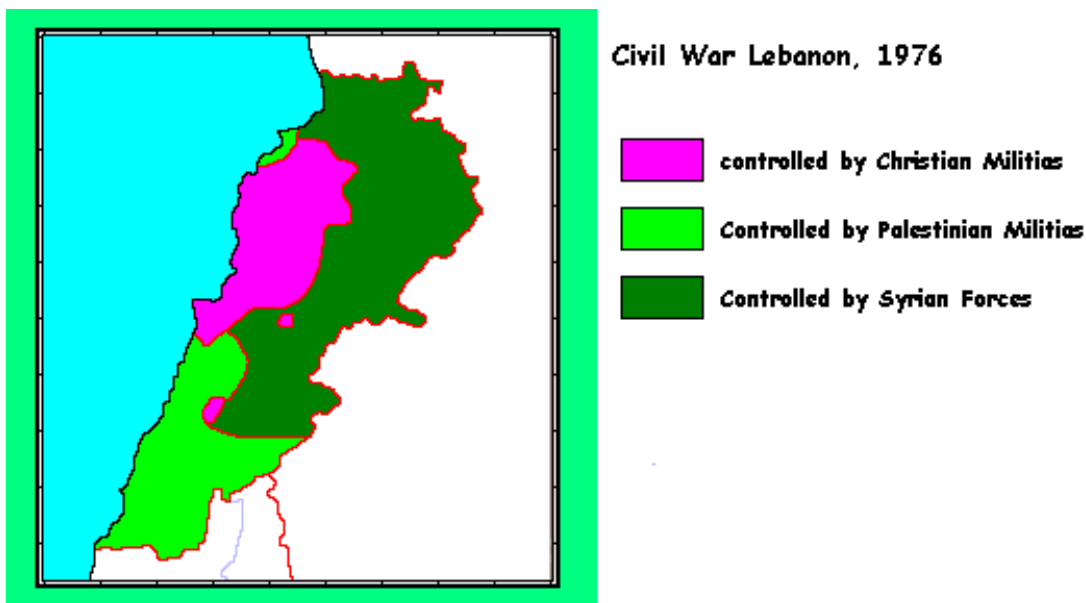 Civil War Lebanon, 1976
controlled by Christian Militias
Controlled by Palestinian Militias
Controlled by Syrian Forces